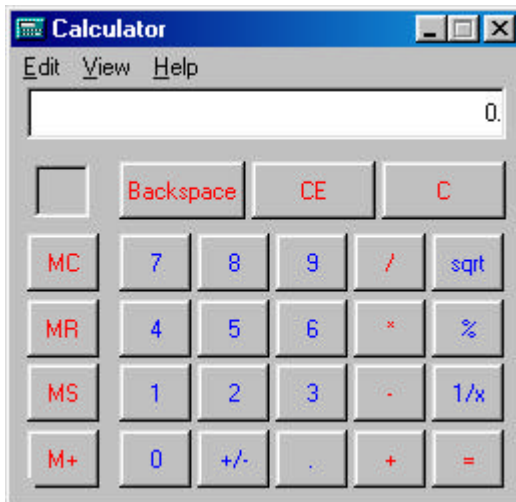 Calculator
Edit View Help
0.
Backspace CE C
MC 7 8 9 / sqrt
MR 4 5 6 * %
MS 1 2 3 - 1/x
M+ 0 +/- . + =